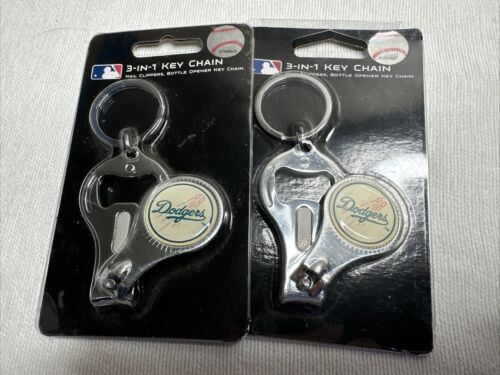 3-IN-1 KEY CHAIN
NAIL CLIPPERS, BOTTLE OPENER KEY CHAIN
Dodgers
3-IN-1 KEY CHAIN
CLIPPERS, BOTTLE OPENER KEY CHAIN
Dodgers